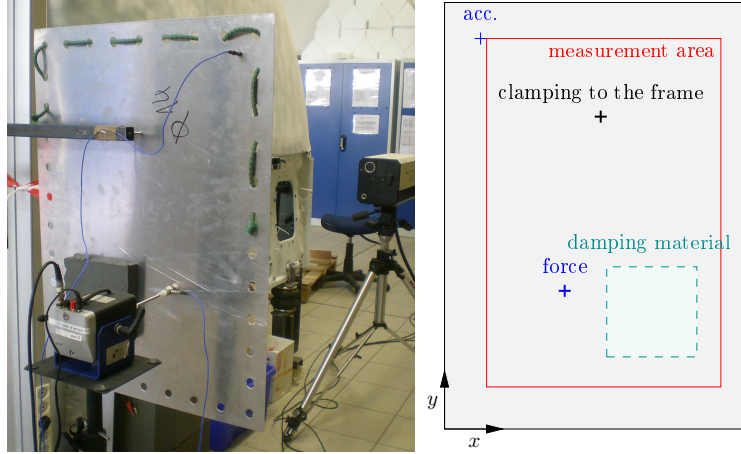 acc.
measurement area
clamping to the frame
damping material
force
y
x